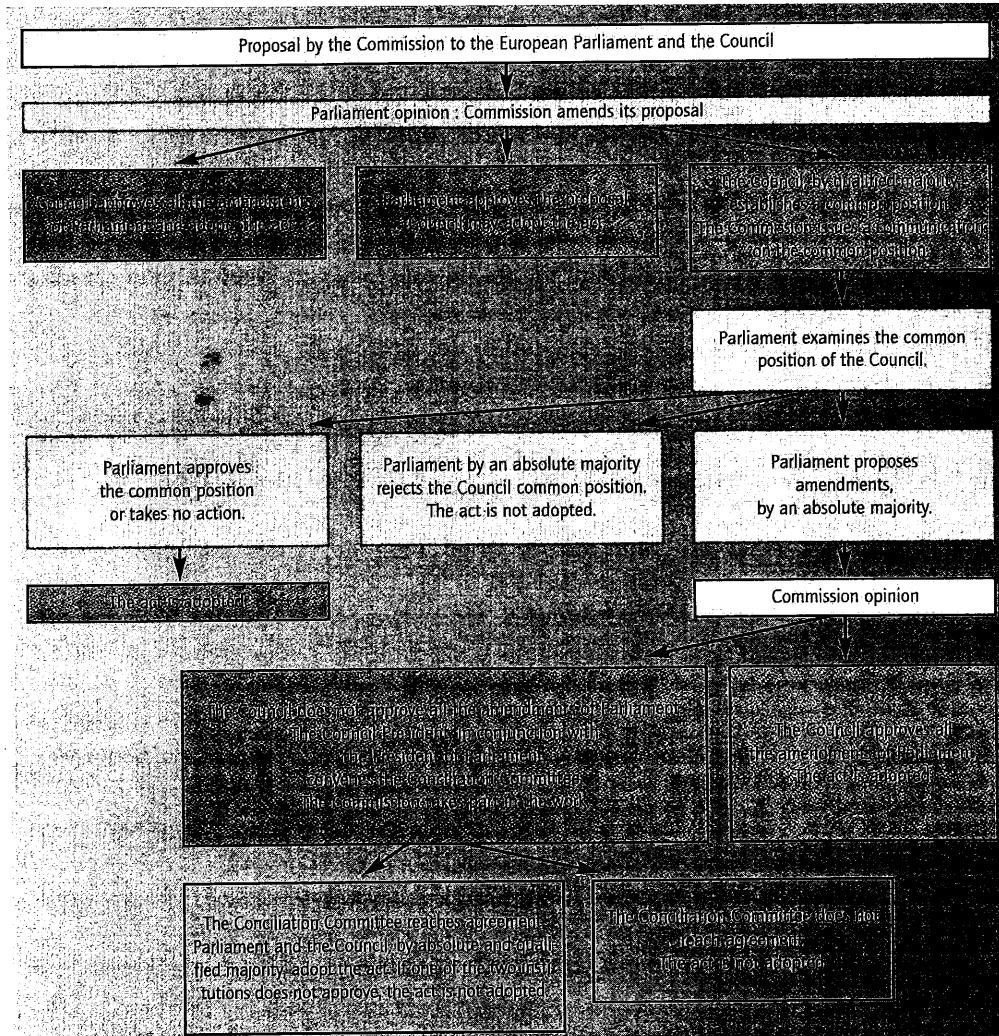 Proposal by the Commission to the European Parliament and the Council
Parliament opinion : Commission amends its proposal
Council approves all the amendments
of Parliament and adopts the act.
Parliament approves the proposal.
Council may adopt the act.
The Council, by qualified majority,
establishes a common position.
The Commission issues a communication
on the common position.
Parliament examines the common
position of the Council.
Parliament approves
the common position
or takes no action.
Parliament by an absolute majority
rejects the Council common position.
The act is not adopted.
Parliament proposes
amendments,
by an absolute majority.
The act is adopted.
Commission opinion
The Council does not approve all the amendments of Parliament.
The Council President, in conjunction with
the President of Parliament,
convenes the Conciliation Committee.
The Commission takes part in its work.
The Council approves all
the amendments of Parliament.
The act is adopted.
The Conciliation Committee reaches agreement.
Parliament and the Council, by absolute and quali-
fied majority, adopt the act. If one of the two insti-
tutions does not approve, the act is not adopted.
The Conciliation Committee does not
reach agreement.
The act is not adopted.